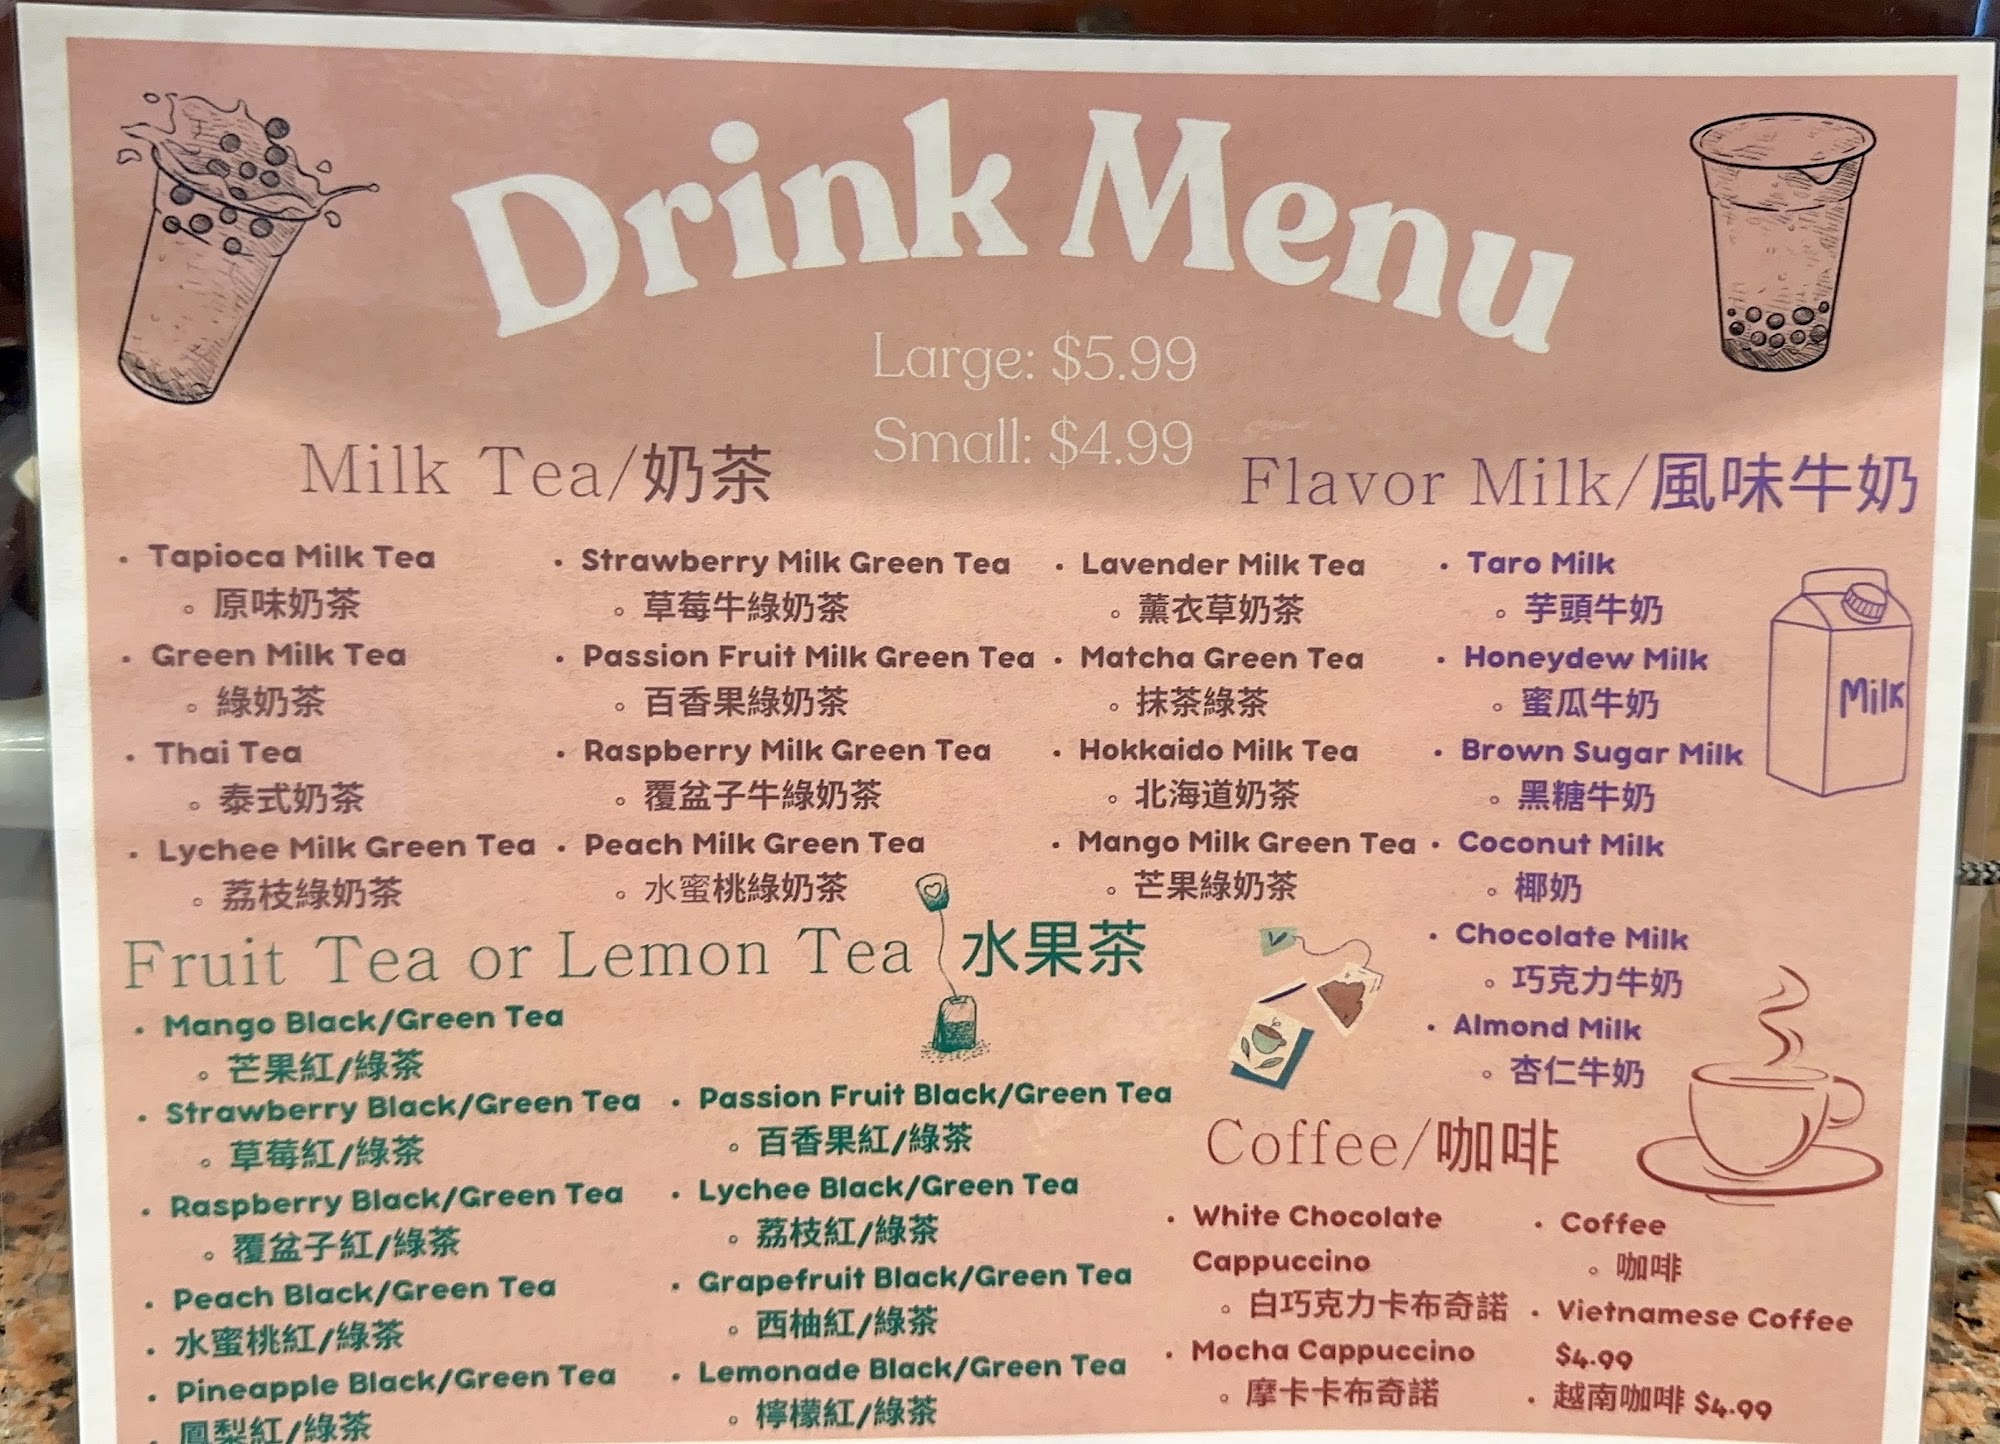 Drink Menu
Large: $5.99
Small: $4.99
Milk Tea/奶茶
Tapioca Milk Tea
原味奶茶
Green Milk Tea
綠奶茶
Thai Tea
泰式奶茶
Lychee Milk Green Tea
荔枝綠奶茶
Strawberry Milk Green Tea
草莓牛綠奶茶
Passion Fruit Milk Green Tea
百香果綠奶茶
Raspberry Milk Green Tea
覆盆子牛綠奶茶
Peach Milk Green Tea
水蜜桃綠奶茶
Lavender Milk Tea
薰衣草奶茶
Matcha Green Tea
抹茶綠茶
Hokkaido Milk Tea
北海道奶茶
Mango Milk Green Tea
芒果綠奶茶
Flavor Milk/風味牛奶
Taro Milk
芋頭牛奶
Honeydew Milk
蜜瓜牛奶
Brown Sugar Milk
黑糖牛奶
Coconut Milk
椰奶
Chocolate Milk
巧克力牛奶
Almond Milk
杏仁牛奶
Milk
Fruit Tea or Lemon Tea 水果茶
Mango Black/Green Tea
芒果紅/綠茶
Strawberry Black/Green Tea
草莓紅/綠茶
Raspberry Black/Green Tea
覆盆子紅/綠茶
Peach Black/Green Tea
水蜜桃紅/綠茶
Pineapple Black/Green Tea
鳳梨紅/綠茶
Passion Fruit Black/Green Tea
百香果紅/綠茶
Lychee Black/Green Tea
荔枝紅/綠茶
Grapefruit Black/Green Tea
西柚紅/綠茶
Lemonade Black/Green Tea
檸檬紅/綠茶
Coffee/咖啡
White Chocolate
Cappuccino
白巧克力卡布奇諾
Mocha Cappuccino
摩卡卡布奇諾
Coffee
咖啡
Vietnamese Coffee
$4.99
越南咖啡 $4.99